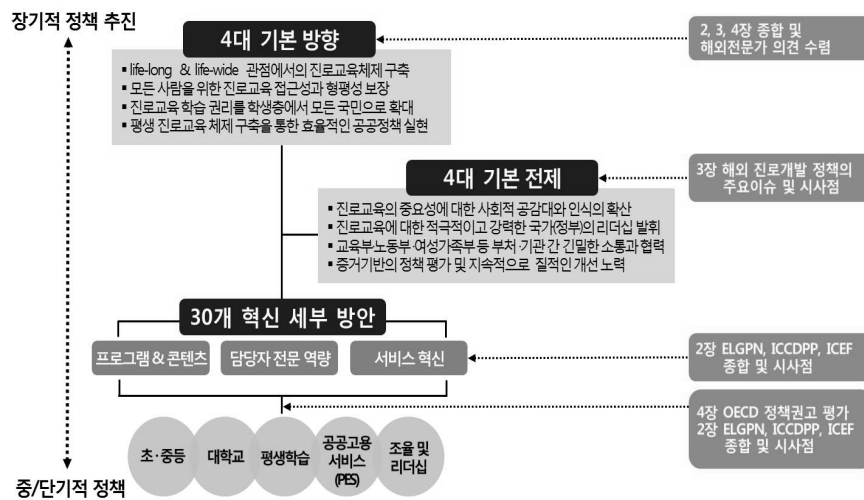 장기적 정책 추진
4대 기본 방향
▪ life-long & life-wide 관점에서의 진로교육체제 구축
▪ 모든 사람을 위한 진로교육 접근성과 형평성 보장
▪ 진로교육 학습 권리를 학생층에서 모든 국민으로 확대
▪ 평생 진로교육 체제 구축을 통한 효율적인 공공정책 실현
2, 3, 4장 종합 및
해외전문가 의견 수렴
4대 기본 전제
▪ 진로교육의 중요성에 대한 사회적 공감대와 인식의 확산
▪ 진로교육에 대한 적극적이고 강력한 국가(정부)의 리더십 발휘
▪ 교육부노동부·여성가족부 등 부처·기관 간 긴밀한 소통과 협력
▪ 증거기반의 정책 평가 및 지속적으로 질적인 개선 노력
3장 해외 진로개발 정책의
주요이슈 및 시사점
30개 혁신 세부 방안
프로그램 & 콘텐츠
담당자 전문 역량
서비스 혁신
2장 ELGPN, ICCDPP, ICEF
종합 및 시사점
4장 OECD 정책권고 평가
2장 ELGPN, ICCDPP, ICEF
종합 및 시사점
초·중등
대학교
평생학습
공공고용
서비스
(PES)
조율 및
리더십
중/단기적 정책